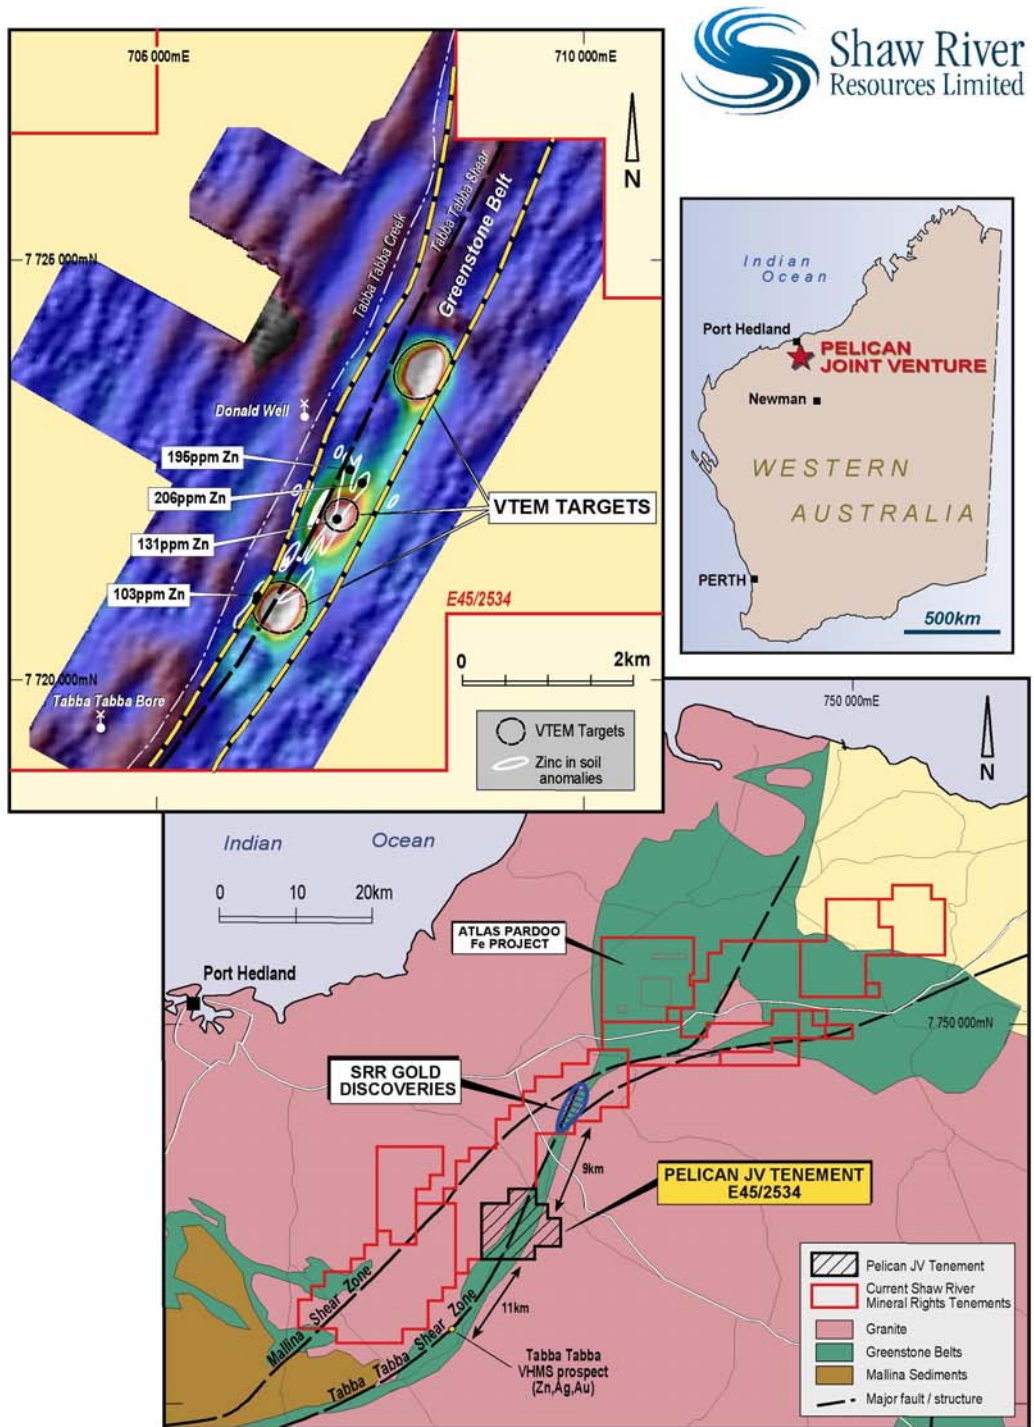 Shaw River
Resources Limited
705 000mE
710 000mE
N
7 725 000mN
Tabba Tabba Creek
Tabba Tabba Shear
Greenstone Belt
Donald Well
195ppm Zn
206ppm Zn
131ppm Zn
103ppm Zn
VTEM TARGETS
E45/2534
7 720 000mN
Tabba Tabba Bore
0 2km
VTEM Targets
Zinc in soil
anomalies
Indian
Ocean
Port Hedland
PELICAN
JOINT VENTURE
Newman
WESTERN
AUSTRALIA
PERTH
500km
750 000mE
N
Indian Ocean
0 10 20km
Port Hedland
ATLAS PARDOO
Fe PROJECT
7 750 000mN
SRR GOLD
DISCOVERIES
9km
PELICAN JV TENEMENT
E45/2534
11km
Mallina Shear Zone
Tabba Tabba Shear Zone
Tabba Tabba
VHMS prospect
(Zn,Ag,Au)
Pelican JV Tenement
Current Shaw River
Mineral Rights Tenements
Granite
Greenstone Belts
Mallina Sediments
Major fault / structure